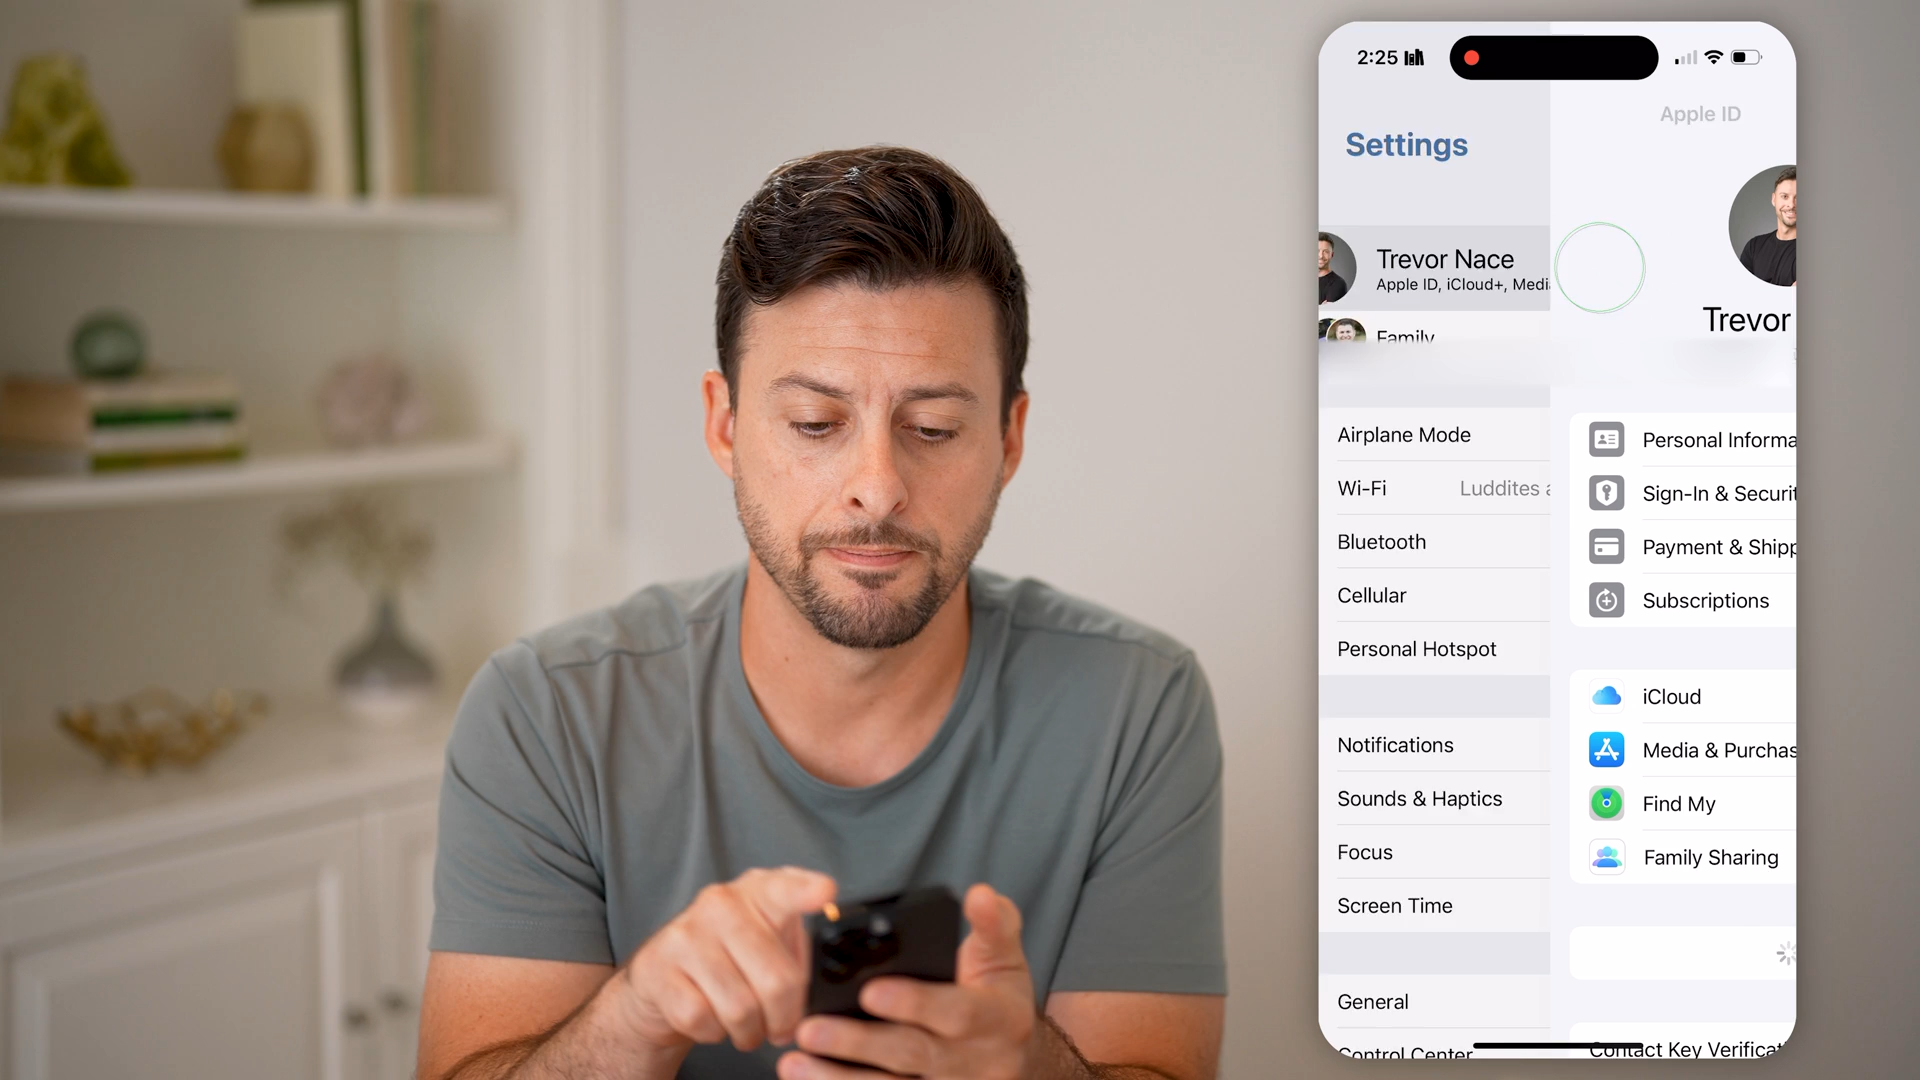 2:25
Settings
Trevor Nace
Apple ID, iCloud+, Medi
Family
Airplane Mode
Wi-Fi Luddites a
Bluetooth
Cellular
Personal Hotspot
Notifications
Sounds & Haptics
Focus
Screen Time
General
Control Center
Apple ID
Trevor
Personal Informa
Sign-In & Securit
Payment & Shipp
Subscriptions
iCloud
Media & Purchas
Find My
Family Sharing
Contact Key Verificat